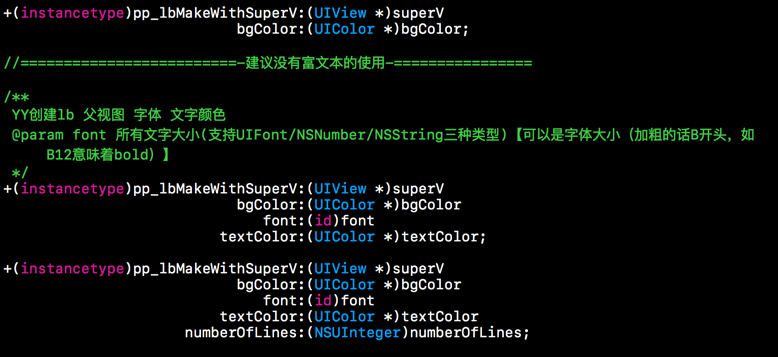 +(instancetype)pp_lbMakeWithSuperV:(UIView *)superV
bgColor:(UIColor *)bgColor;
//=========================-建议没有富文本的使用-================
/**
YY创建lb 父视图 字体 文字颜色
@param font 所有文字大小(支持UIFont/NSNumber/NSString三种类型)【可以是字体大小（加粗的话B开头，如
B12意味着bold）】
*/
+(instancetype)pp_lbMakeWithSuperV:(UIView *)superV
bgColor:(UIColor *)bgColor
font:(id)font
textColor:(UIColor *)textColor;
+(instancetype)pp_lbMakeWithSuperV:(UIView *)superV
bgColor:(UIColor *)bgColor
font:(id)font
textColor:(UIColor *)textColor
numberOfLines:(NSUInteger)numberOfLines;